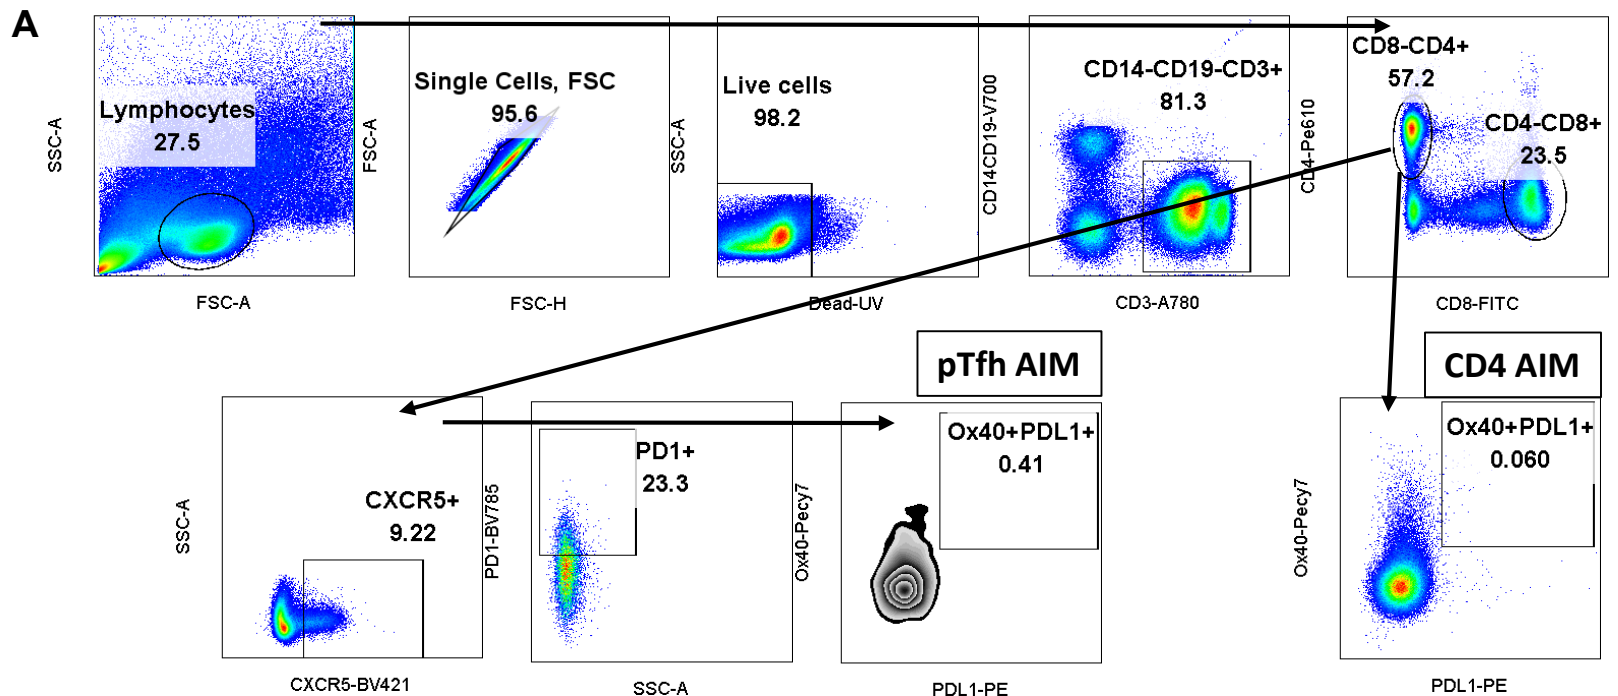 A
SSC-A
Lymphocytes
27.5
FSC-A
FSC-A
Single Cells, FSC
95.6
FSC-H
SSC-A
Live cells
98.2
Dead-UV
CD14CD19-V700
CD14-CD19-CD3+
81.3
CD3-A780
CD4-Pe610
CD8-CD4+
57.2
CD4-CD8+
23.5
CD8-FITC
SSC-A
CXCR5+
9.22
CXCR5-BV421
PD1-BV785
PD1+
23.3
SSC-A
pTfh AIM
Ox40-Pecy7
Ox40+PDL1+
0.41
PDL1-PE
CD4 AIM
Ox40-Pecy7
Ox40+PDL1+
0.060
PDL1-PE